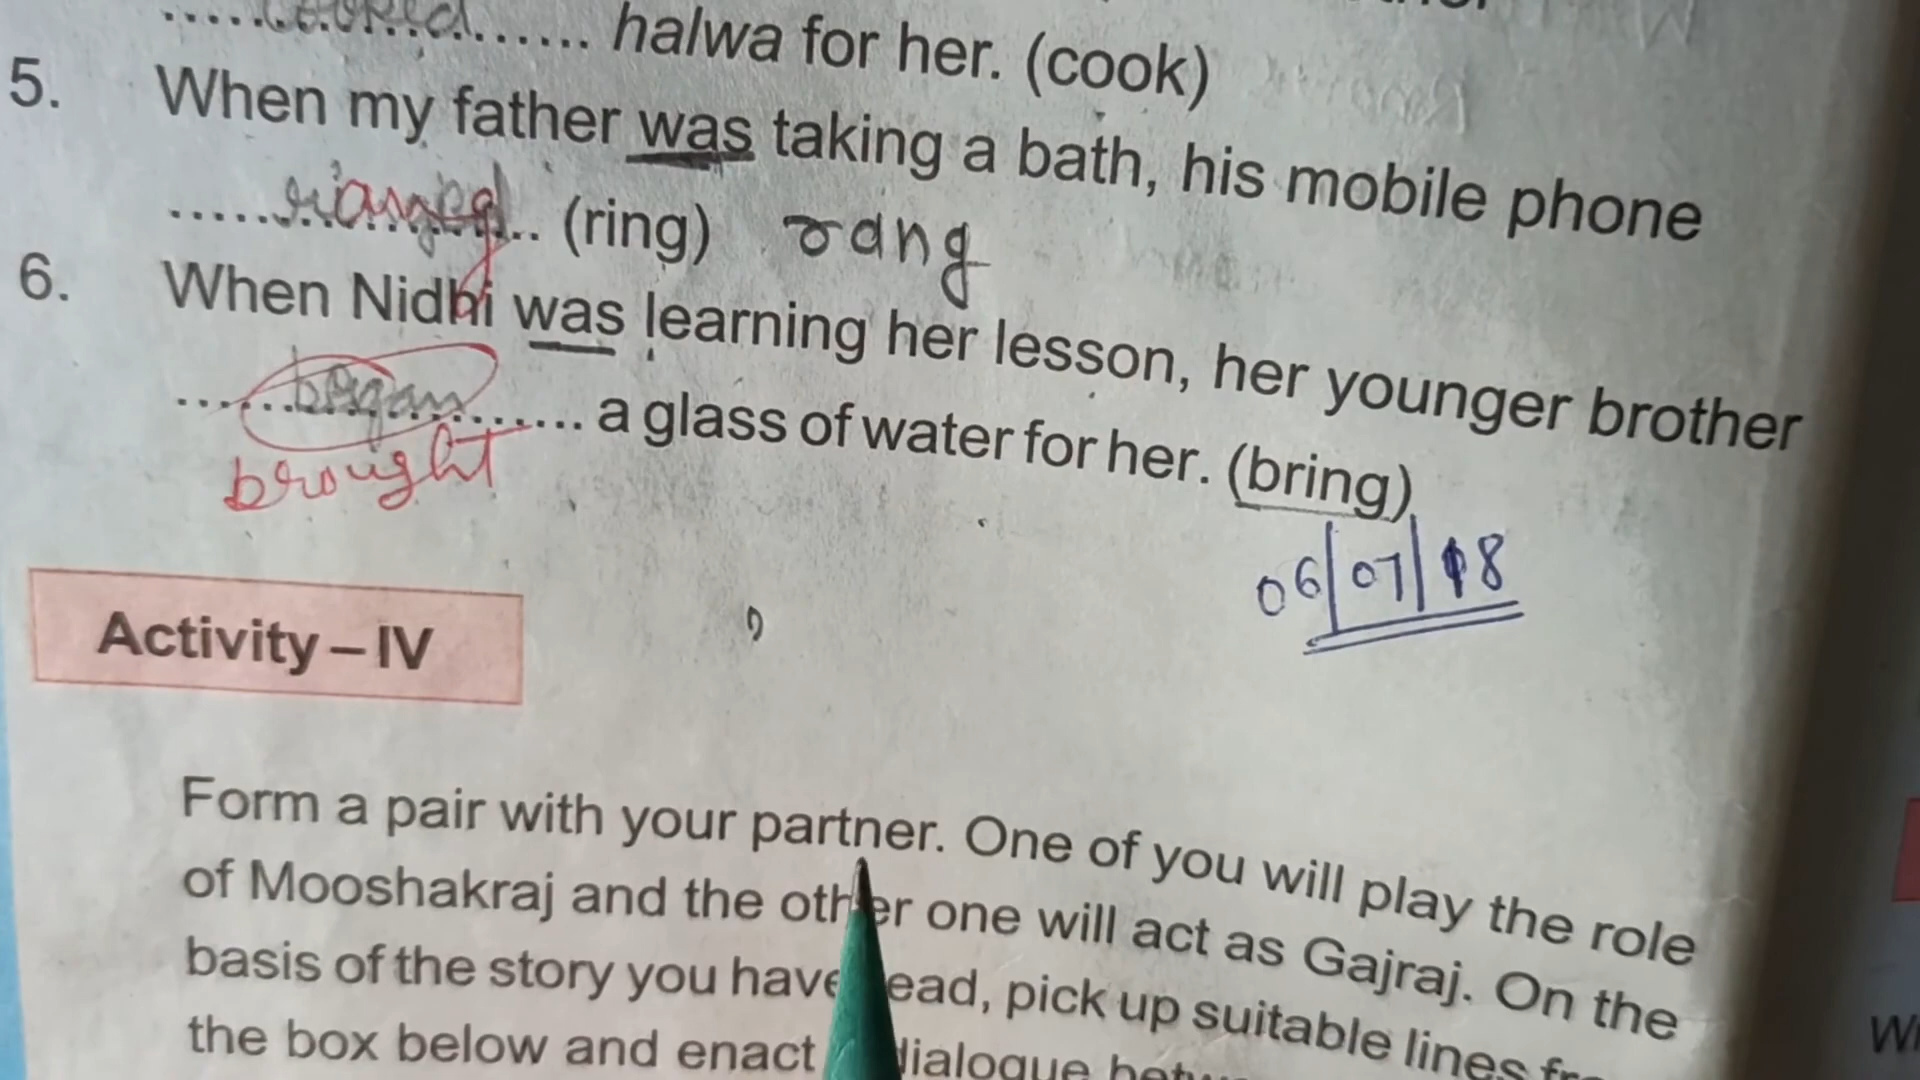 cooked halwa for her. (cook)
5. When my father was taking a bath, his mobile phone
(ring) rang
6. When Nidhi was learning her lesson, her younger brother
began a glass of water for her. (bring)
brought
06/07/18
Activity – IV
Form a pair with your partner. One of you will play the role
of Mooshakraj and the other one will act as Gajraj. On the
basis of the story you have read, pick up suitable lines
the box below and enact dialogue